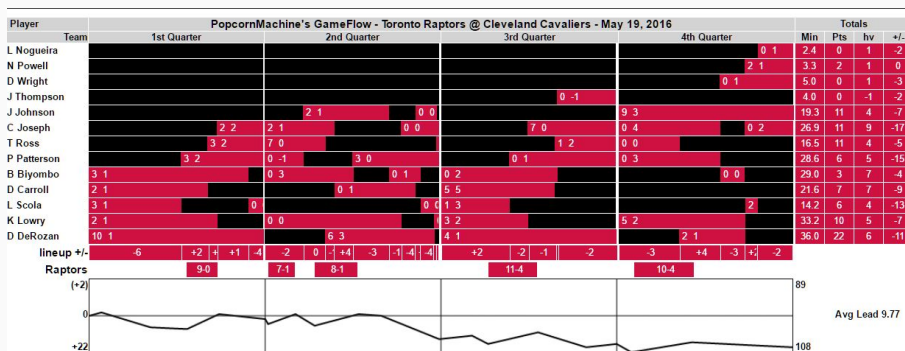 Player PopcornMachine's GameFlow - Toronto Raptors @ Cleveland Cavaliers - May 19, 2016 Totals
Team 1st Quarter 2nd Quarter 3rd Quarter 4th Quarter Min Pts hv +/-
L Nogueira 0 1 2.4 0 1 -2
N Powell 2 1 3.3 2 1 0
D Wright 0 1 5.0 0 1 -3
J Thompson 0 -1 4.0 0 -1 -2
J Johnson 2 1 0 0 9 3 19.3 11 4 -7
C Joseph 2 2 2 1 0 0 7 0 0 4 0 2 26.9 11 9 -17
T Ross 3 2 7 0 1 2 0 0 16.5 11 4 -5
P Patterson 3 2 0 -1 3 0 0 1 0 3 28.6 6 5 -15
B Biyombo 3 1 0 3 0 1 0 2 0 0 29.0 3 7 -4
D Carroll 2 1 0 1 5 5 21.6 7 7 -9
L Scola 3 1 0 0 1 3 2 14.2 6 4 -13
K Lowry 2 1 0 0 3 2 5 2 33.2 10 5 -7
D DeRozan 10 1 6 3 4 1 2 1 36.0 22 6 -11
lineup +/- -6 +2 + +1 -4 -2 0 -1 +4 -3 -1 -4 -4 +2 -2 -1 -2 -3 +4 -3 -2
Raptors 9-0 7-1 8-1 11-4 10-4
(+2) 89
0 Avg Lead 9.77
+22 108